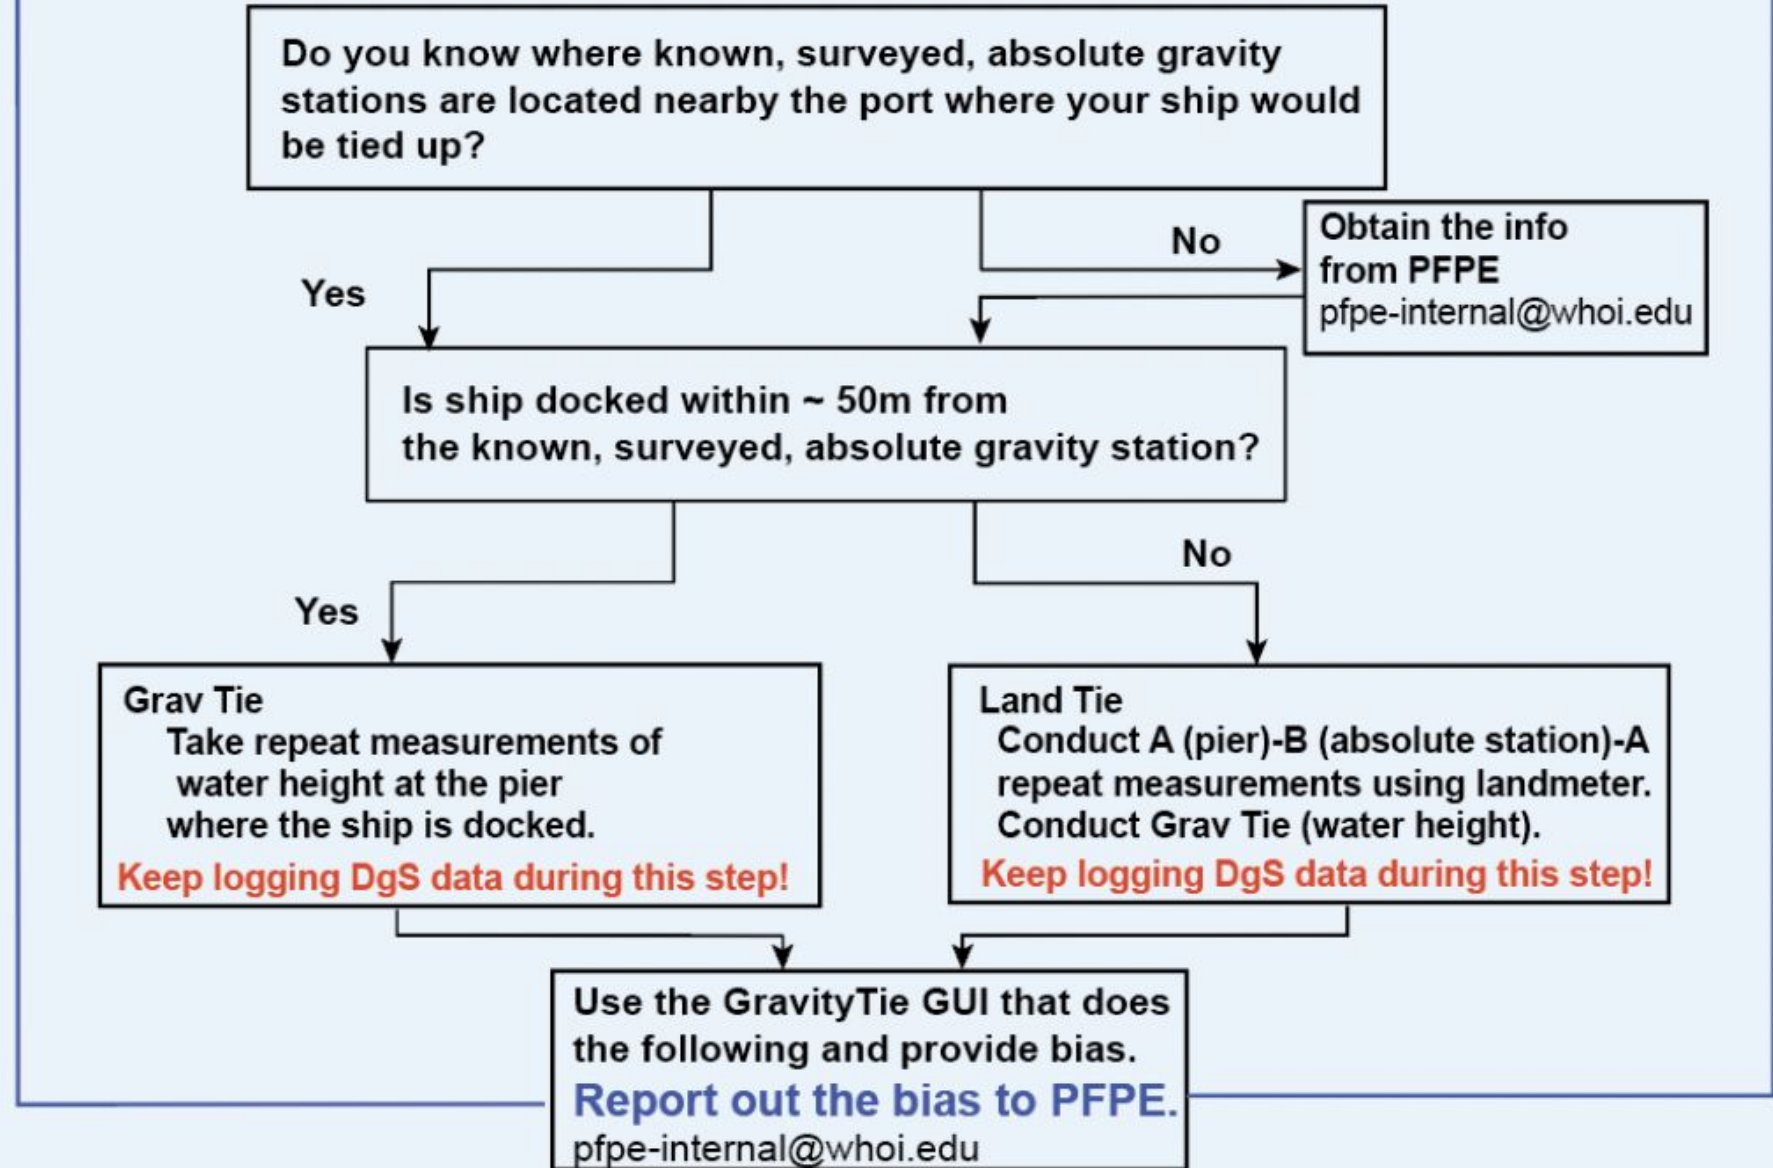 Do you know where known, surveyed, absolute gravity
stations are located nearby the port where your ship would
be tied up?
No
Obtain the info
from PFPE
pfpe-internal@whoi.edu
Yes
Is ship docked within ~ 50m from
the known, surveyed, absolute gravity station?
No
Yes
Grav Tie
Take repeat measurements of
water height at the pier
where the ship is docked.
Keep logging DgS data during this step!
Land Tie
Conduct A (pier)-B (absolute station)-A
repeat measurements using landmeter.
Conduct Grav Tie (water height).
Keep logging DgS data during this step!
Use the GravityTie GUI that does
the following and provide bias.
Report out the bias to PFPE.
pfpe-internal@whoi.edu